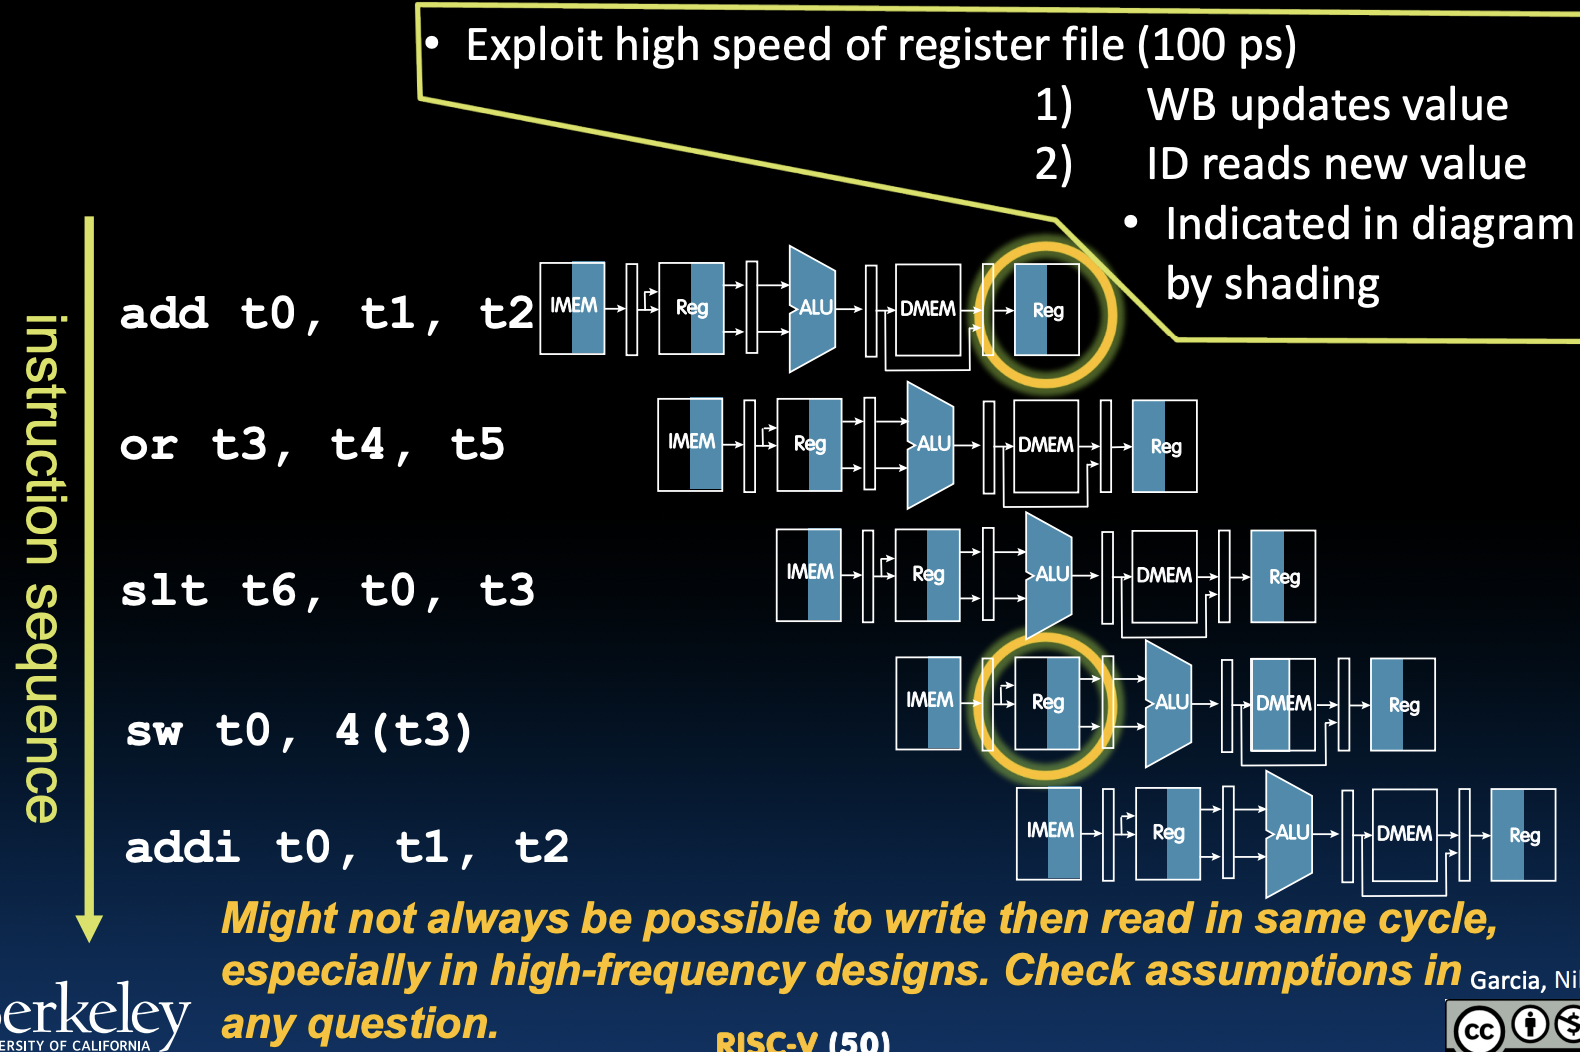 • Exploit high speed of register file (100 ps)
1) WB updates value
2) ID reads new value
• Indicated in diagram
by shading
instruction sequence
add t0, t1, t2
IMEM Reg ALU DMEM Reg
or t3, t4, t5
IMEM Reg ALU DMEM Reg
slt t6, t0, t3
IMEM Reg ALU DMEM Reg
sw t0, 4(t3)
IMEM Reg ALU DMEM Reg
addi t0, t1, t2
IMEM Reg ALU DMEM Reg
Might not always be possible to write then read in same cycle,
especially in high-frequency designs. Check assumptions in
any question.
Garcia,
erkeley
UNIVERSITY OF CALIFORNIA
RISC-V (50)
cc